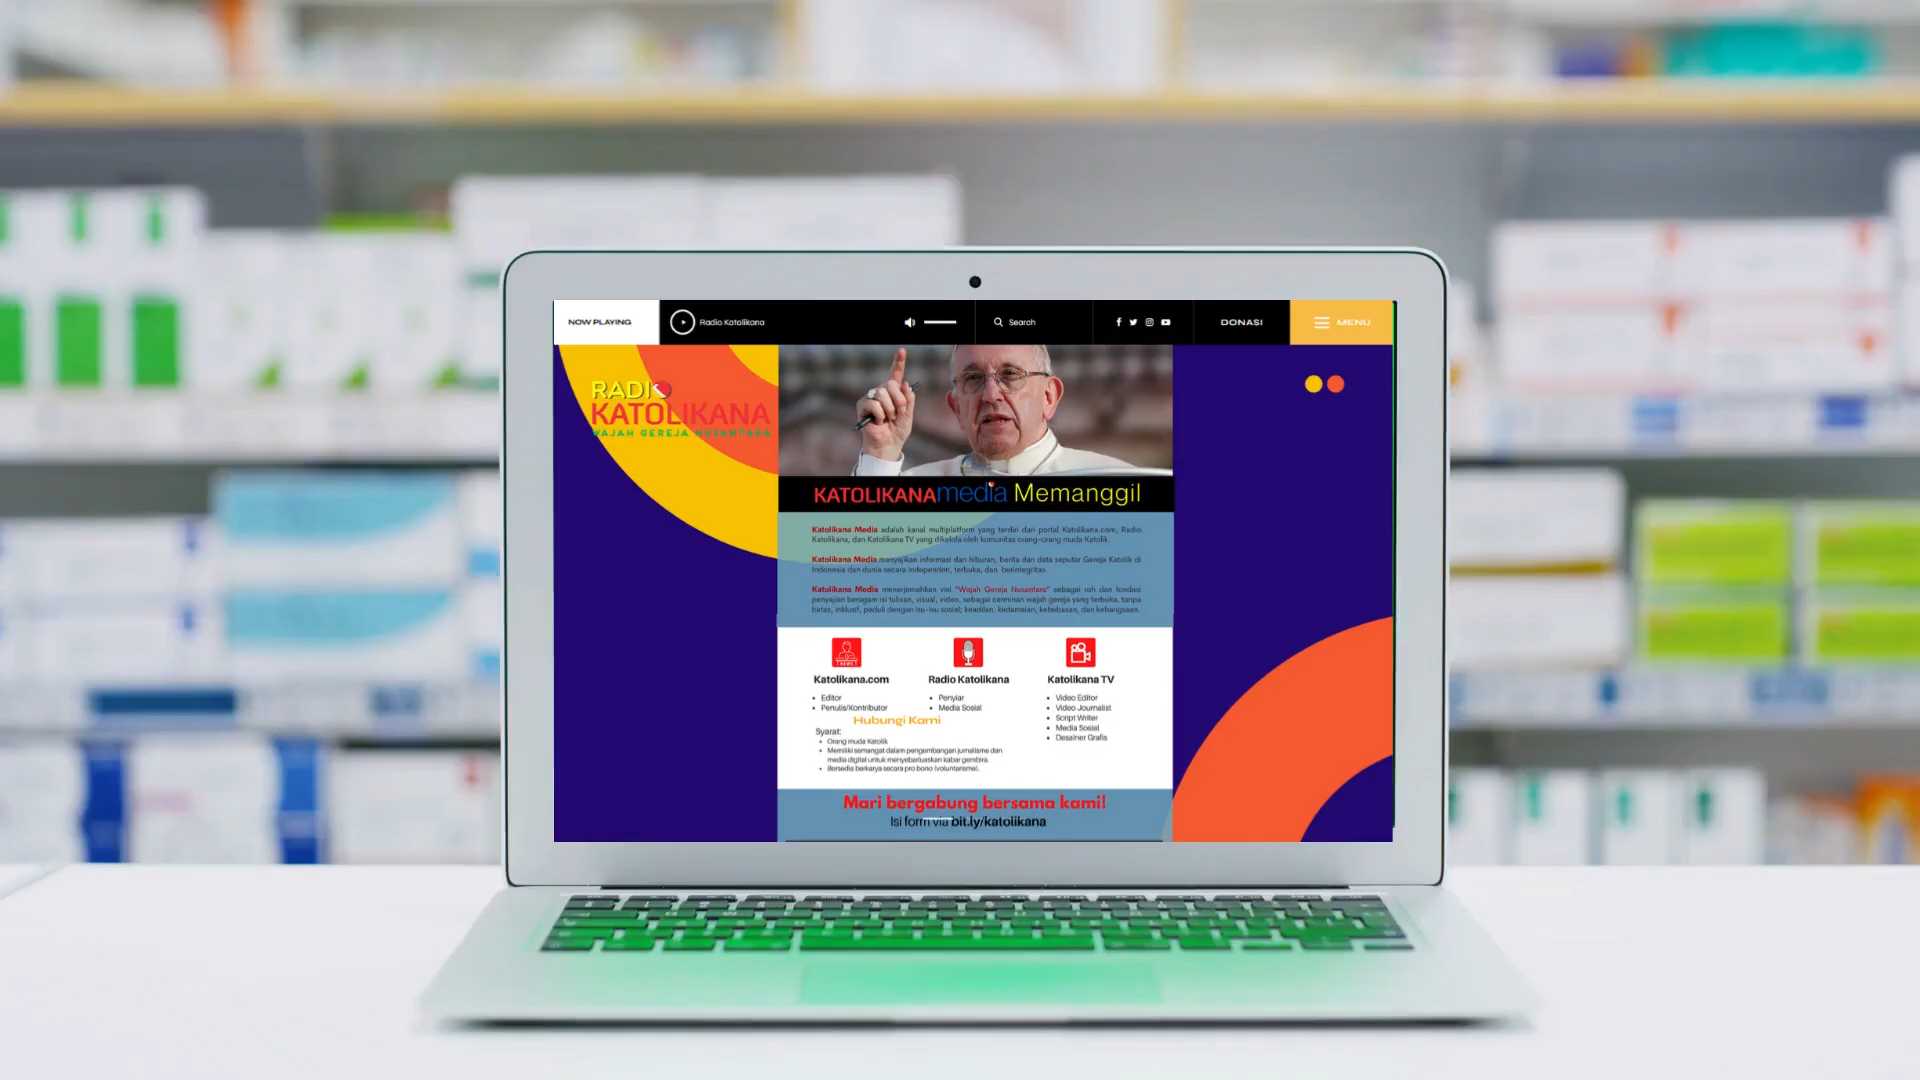 NOW PLAYING
Radio Katolikana
Search
DONASI
MENU
RADIO
KATOLIKANA
WAJAH GEREJA NUSANTARA
KATOLIKANAmedia Memanggil
Katolikana Media adalah kanal multiplatform yang terdiri dari portal Katolikana.com, Radio
Katolikana, dan Katolikana TV yang dikelola oleh komunitas orang-orang muda Katolik.
Katolikana Media menyajikan informasi dan hiburan, berita dan data seputar Gereja Katolik di
Indonesia dan dunia secara independen, terbuka, dan berintegritas.
Katolikana Media menerjemahkan visi "Wajah Gereja Nusantara" sebagai roh dan fondasi
penyajian beragam isi tulisan, visual, video, sebagai cerminan wajah gereja yang terbuka, tanpa
batas, inklusif, peduli dengan isu-isu sosial; keadilan, kedamaian, kebebasan, dan kebangsaan.
Katolikana.com
Editor
Penulis/Kontributor
Radio Katolikana
Penyiar
Media Sosial
Katolikana TV
Video Editor
Video Journalist
Script Writer
Media Sosial
Desainer Grafis
Hubungi Kami
Syarat:
Orang muda Katolik
Memiliki semangat dalam pengembangan jurnalisme dan
media digital untuk menyebarluaskan kabar gembira.
Bersedia berkarya secara pro bono (voluntarisme).
Mari bergabung bersama kami!
Isi form via bit.ly/katolikana